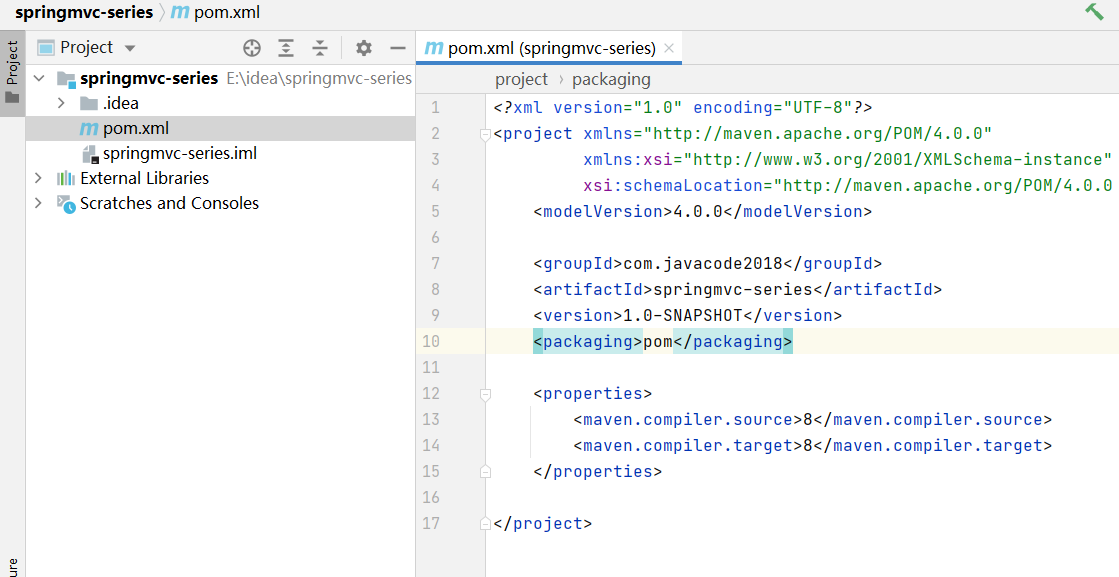 springmvc-series pom.xml
Project
Project
springmvc-series E:\idea\springmvc-series
.idea
pom.xml
springmvc-series.iml
External Libraries
Scratches and Consoles
pom.xml (springmvc-series)
project packaging
1 <?xml version="1.0" encoding="UTF-8"?>
2 <project xmlns="http://maven.apache.org/POM/4.0.0"
3 xmlns:xsi="http://www.w3.org/2001/XMLSchema-instance"
4 xsi:schemaLocation="http://maven.apache.org/POM/4.0.0
5 <modelVersion>4.0.0</modelVersion>
6
7 <groupId>com.javacode2018</groupId>
8 <artifactId>springmvc-series</artifactId>
9 <version>1.0-SNAPSHOT</version>
10 <packaging>pom</packaging>
11
12 <properties>
13 <maven.compiler.source>8</maven.compiler.source>
14 <maven.compiler.target>8</maven.compiler.target>
15 </properties>
16
17 </project>
ure